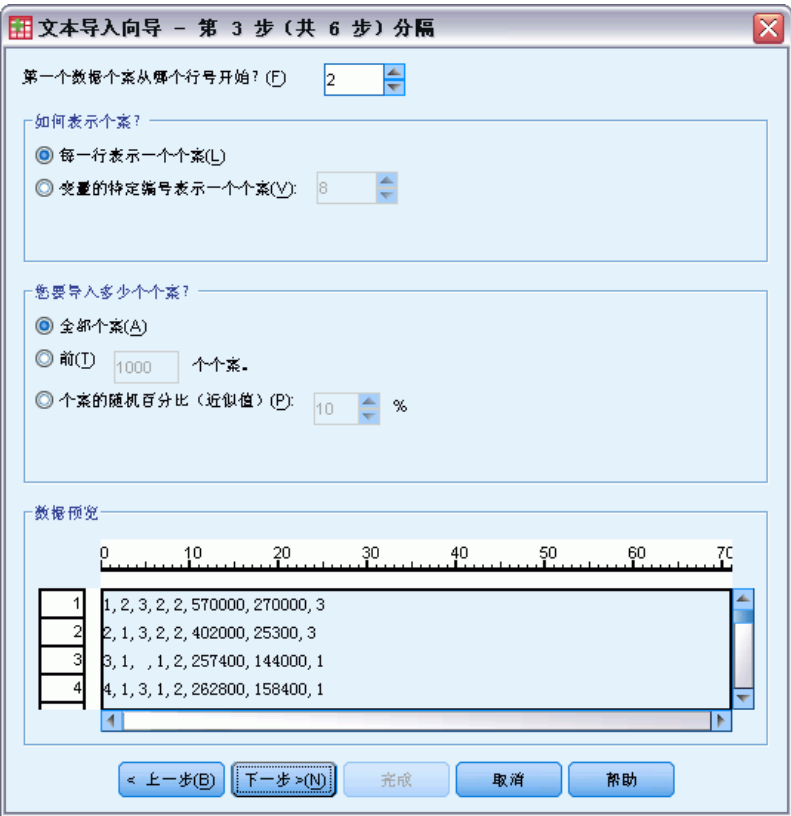 文本导入向导 - 第 3 步（共 6 步）分隔
第一个数据个案从哪个行号开始？(F) 2
如何表示个案？
每一行表示一个个案(L)
变量的特定编号表示一个个案(V): 8
您要导入多少个个案？
全部个案(A)
前(T) 1000 个个案。
个案的随机百分比（近似值）(P): 10 %
数据预览
0 10 20 30 40 50 60 70
1 1, 2, 3, 2, 2, 570000, 270000, 3
2 2, 1, 3, 2, 2, 402000, 25300, 3
3 3, 1, , 1, 2, 257400, 144000, 1
4 4, 1, 3, 1, 2, 262800, 158400, 1
< 上一步(B) 下一步 >(N) 完成 取消 帮助